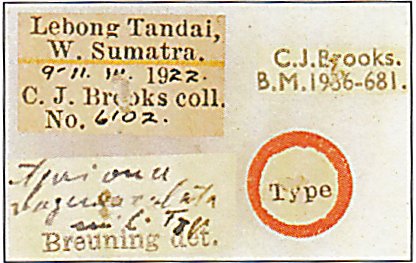 Lebong Tandai,
W. Sumatra.
9-11. III. 1922.
C. J. Brooks coll.
No. 6102.
C.J.Brooks.
B.M.1936-681.
Type
Breuning det.